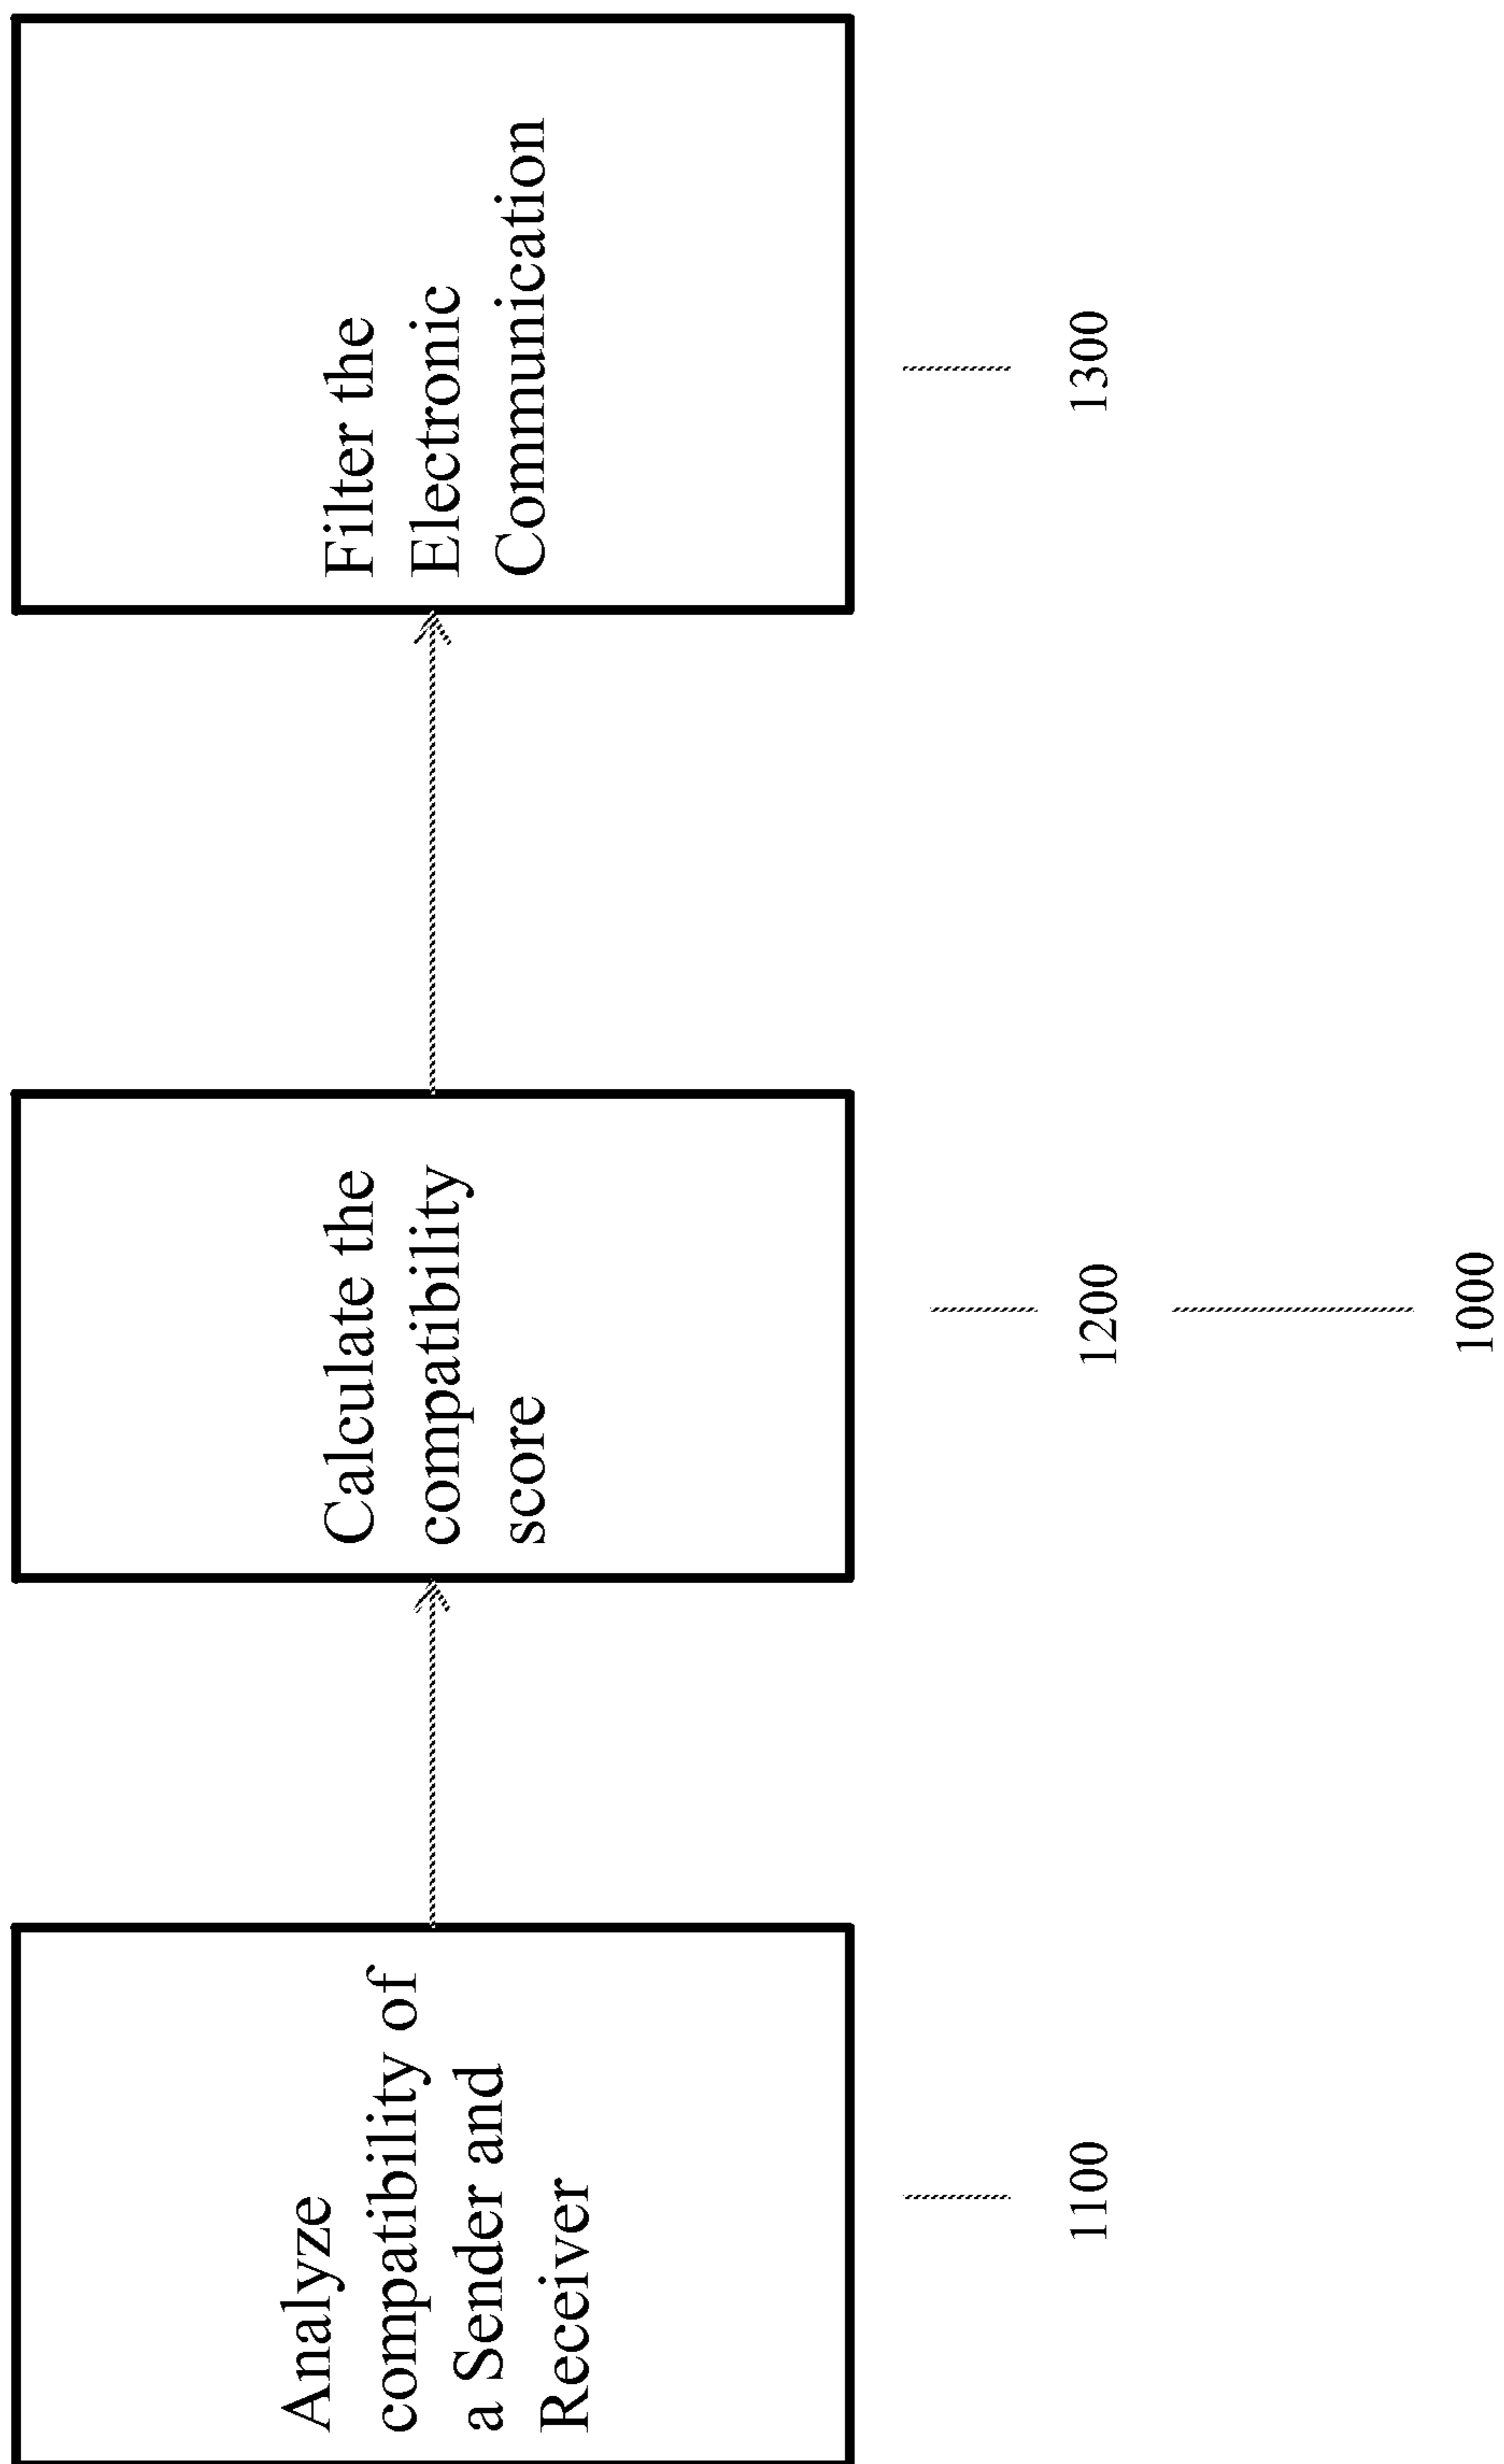 Analyze
compatibility of
a Sender and
Receiver
Calculate the
compatibility
score
Filter the
Electronic
Communication
1100
1200
1300
1000